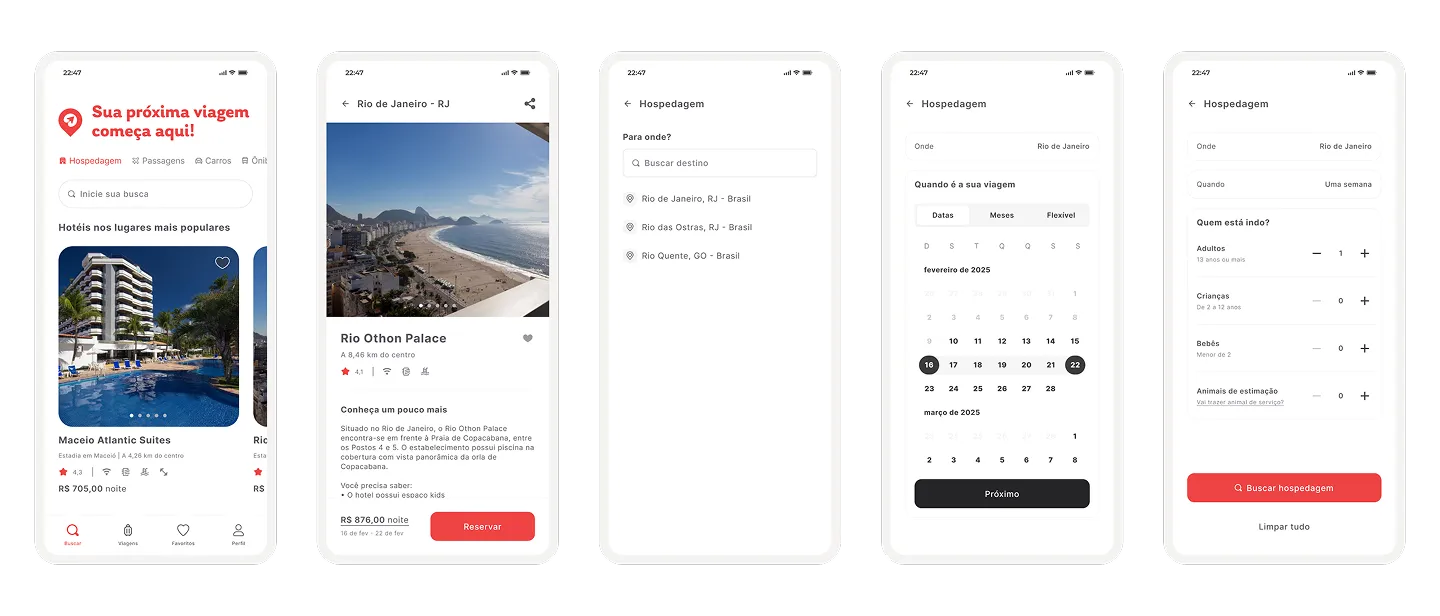 22:47
Sua próxima viagem
começa aqui!
Hospedagem
Passagens
Carros
Ônib
Inicie sua busca
Hotéis nos lugares mais populares
Maceio Atlantic Suites
Estadia em Maceió | A 4,26 km do centro
4,3
R$ 705,00 noite
Ric
Esta
R$
Buscar
Viagens
Favoritos
Perfil
22:47
Rio de Janeiro - RJ
Rio Othon Palace
A 8,46 km do centro
4,1
Conheça um pouco mais
Situado no Rio de Janeiro, o Rio Othon Palace
encontra-se em frente à Praia de Copacabana, entre
os Postos 4 e 5. O estabelecimento possui piscina na
cobertura com vista panorâmica da orla de
Copacabana.
Você precisa saber:
• O hotel possui espaço kids
R$ 876,00 noite
16 de fev - 22 de fev
Reservar
22:47
Hospedagem
Para onde?
Buscar destino
Rio de Janeiro, RJ - Brasil
Rio das Ostras, RJ - Brasil
Rio Quente, GO - Brasil
22:47
Hospedagem
Onde Rio de Janeiro
Quando é a sua viagem
Datas Meses Flexível
D S T Q Q S S
fevereiro de 2025
26 27 28 29 30 31 1
2 3 4 5 6 7 8
9 10 11 12 13 14 15
16 17 18 19 20 21 22
23 24 25 26 27 28
março de 2025
1
2 3 4 5 6 7 8
Próximo
22:47
Hospedagem
Onde Rio de Janeiro
Quando Uma semana
Quem está indo?
Adultos
13 anos ou mais
1
Crianças
De 2 a 12 anos
0
Bebês
Menor de 2
0
Animais de estimação
Vai trazer animal de serviço?
0
Buscar hospedagem
Limpar tudo